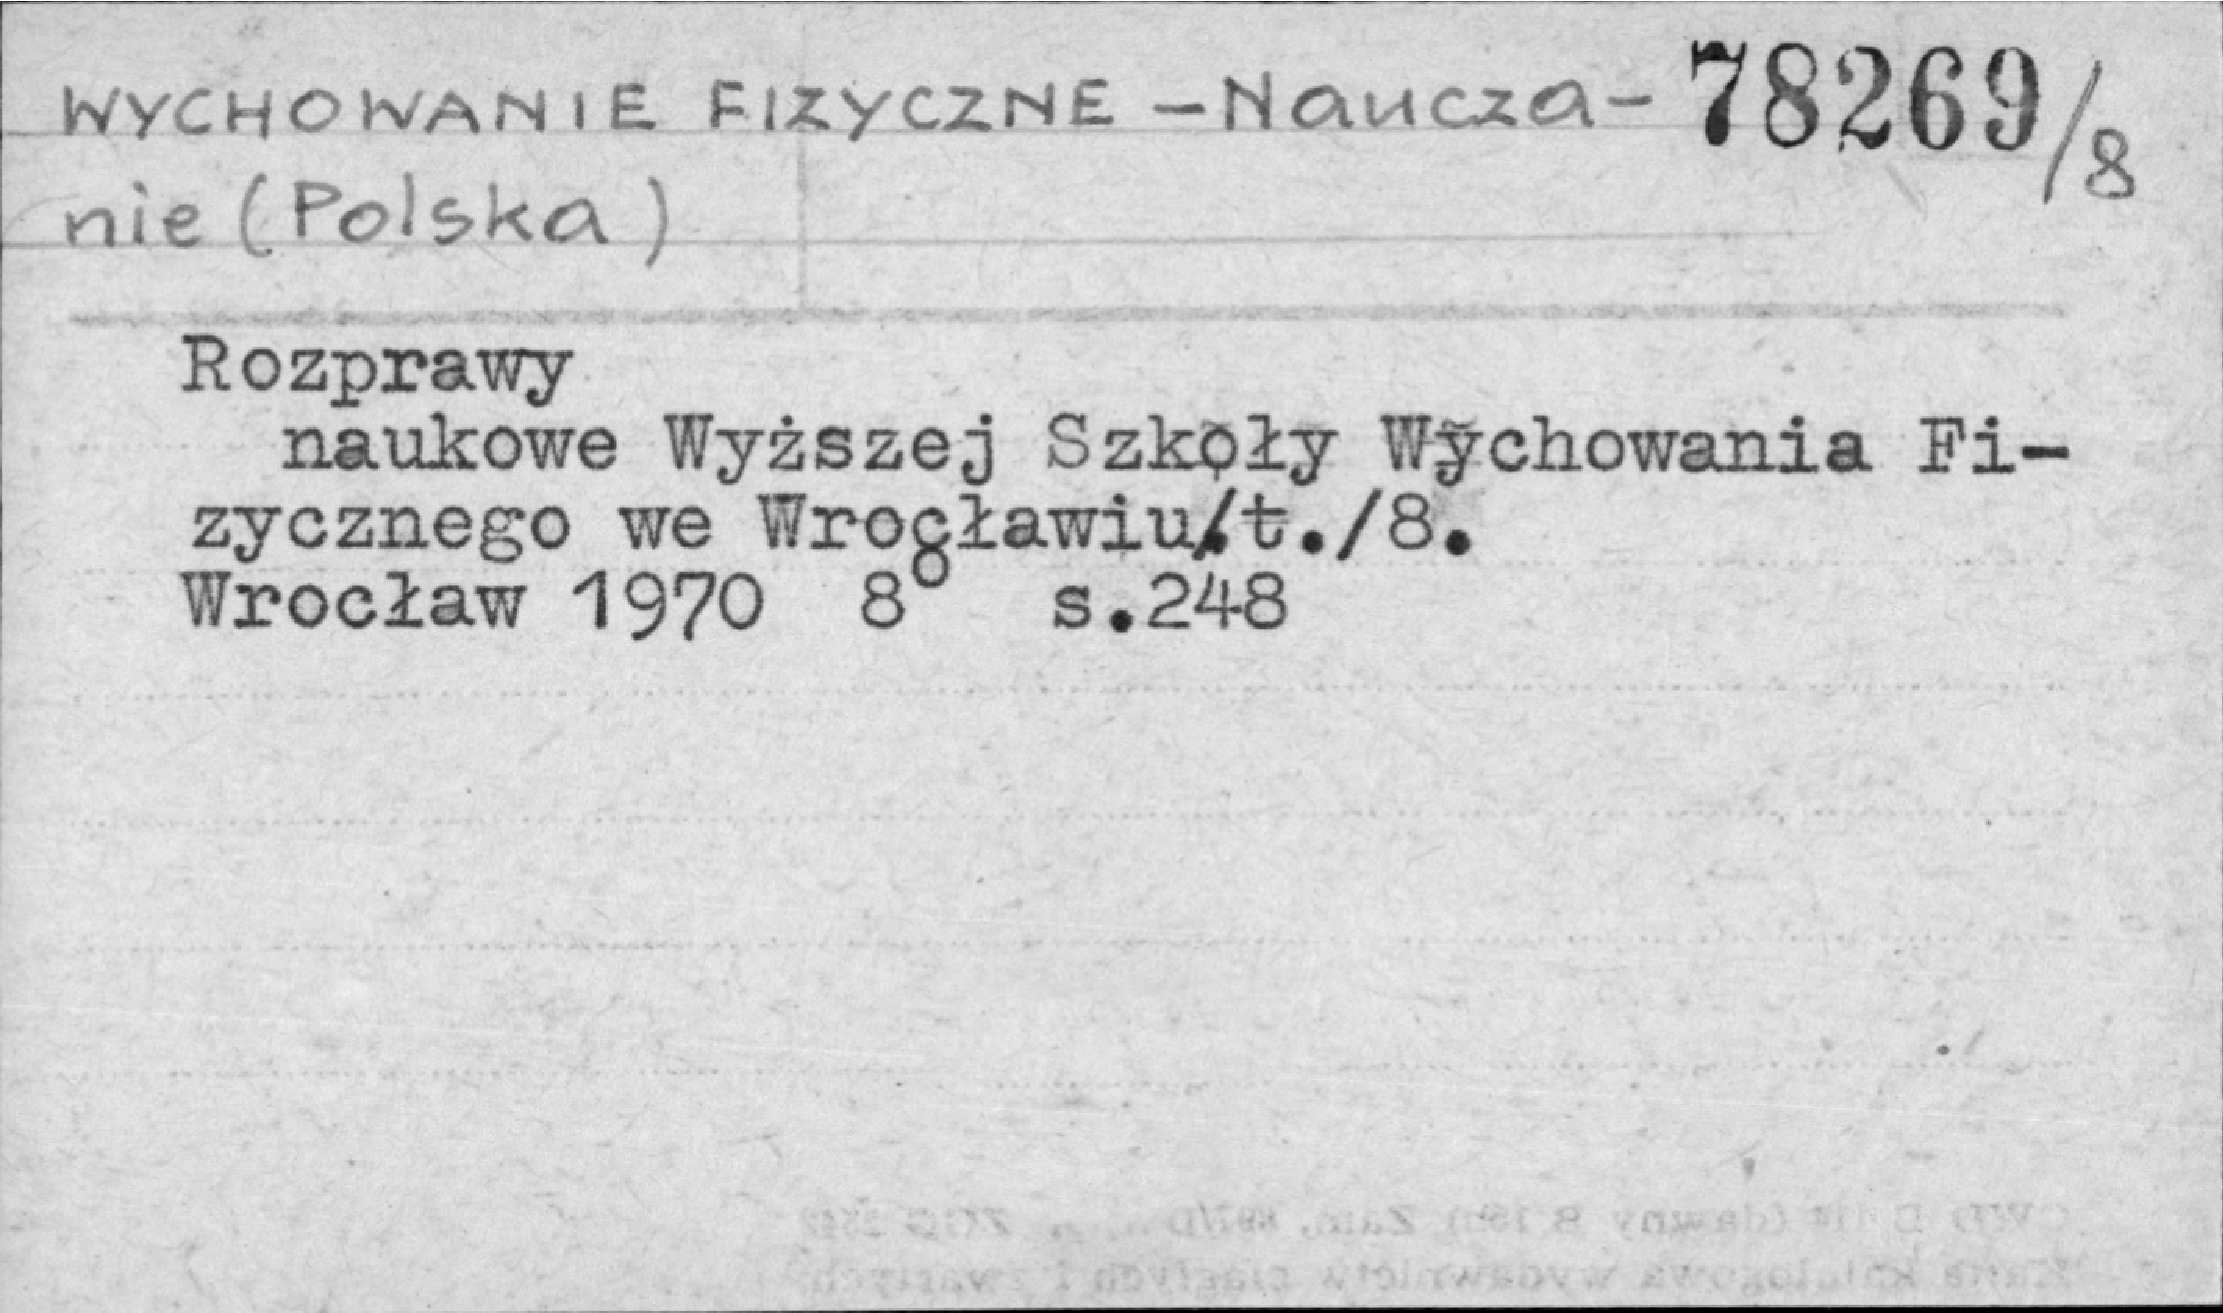 WYCHOWANIE FIZYCZNE - Naucza- 78269/8
nie (Polska)
Rozprawy
naukowe Wyższej Szkoły Wychowania Fi-
zycznego we Wrocławiu/t./8.
Wrocław 1970 8° s.248